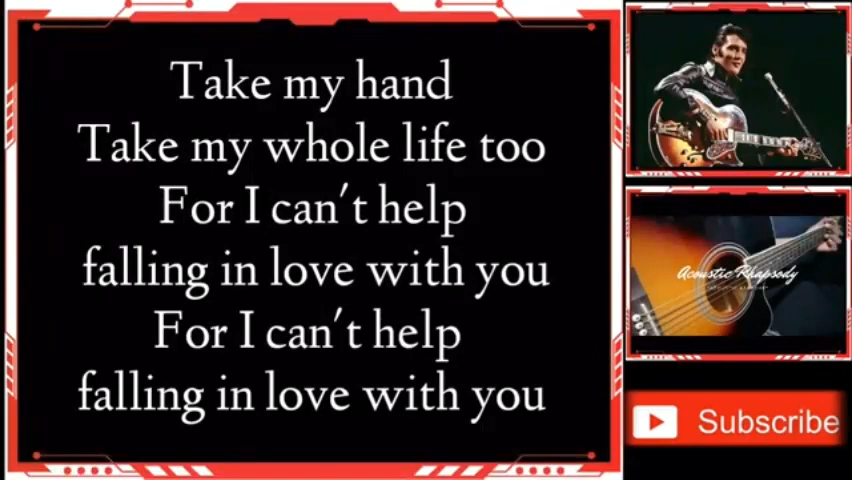 Take my hand
Take my whole life too
For I can't help
falling in love with you
For I can't help
falling in love with you
Acoustic Rhapsody
Subscribe